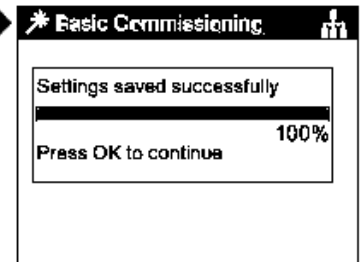 Basic Commissioning
Settings saved successfully
100%
Press OK to continue